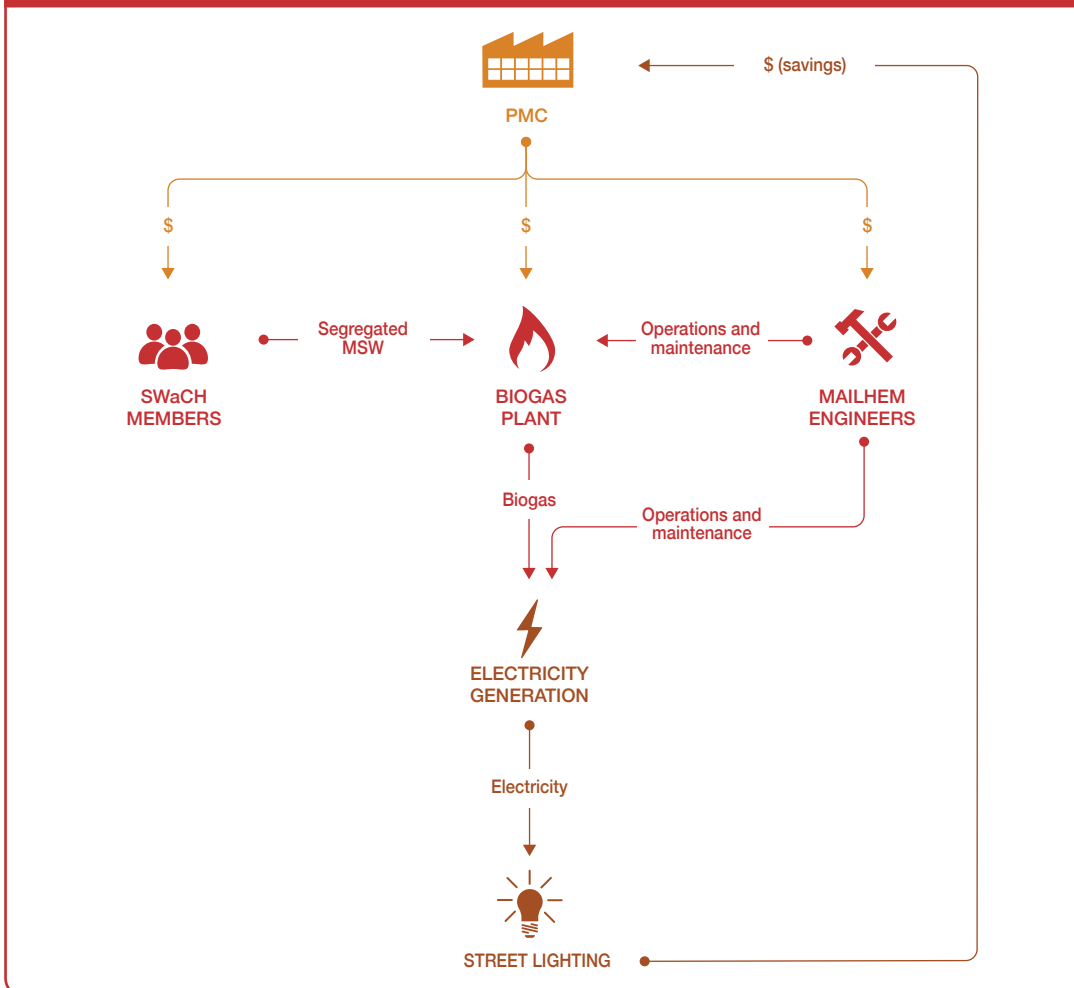 $ (savings)
PMC
$
$
$
Segregated
MSW
Operations and
maintenance
SWaCH
MEMBERS
BIOGAS
PLANT
MAILHEM
ENGINEERS
Biogas
Operations and
maintenance
ELECTRICITY
GENERATION
Electricity
STREET LIGHTING